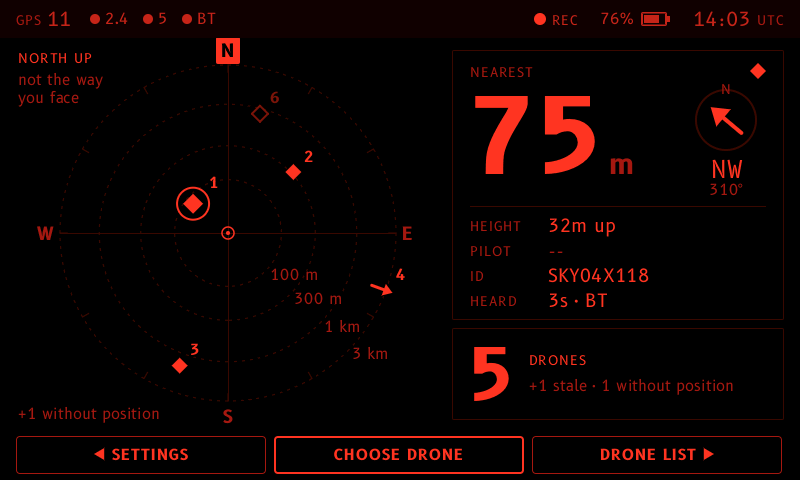 GPS 11 2.4 5 BT REC 76% 14:03 UTC
N
NORTH UP
not the way
you face
6
2
1
W
E
4
100 m
300 m
1 km
3 km
3
+1 without position
S
NEAREST
75 m
N
NW
310°
HEIGHT 32m up
PILOT --
ID SKY04X118
HEARD 3s · BT
5 DRONES
+1 stale · 1 without position
SETTINGS
CHOOSE DRONE
DRONE LIST